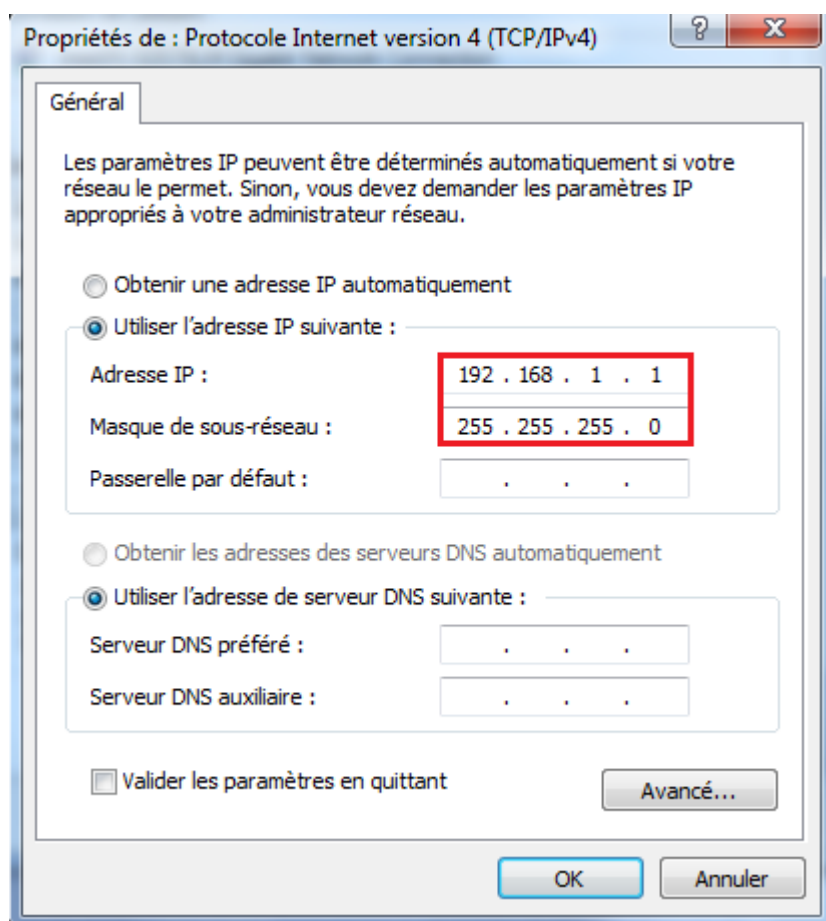 Propriétés de : Protocole Internet version 4 (TCP/IPv4)
?
X
Général
Les paramètres IP peuvent être déterminés automatiquement si votre
réseau le permet. Sinon, vous devez demander les paramètres IP
appropriés à votre administrateur réseau.
Obtenir une adresse IP automatiquement
Utiliser l'adresse IP suivante :
Adresse IP : 192 . 168 . 1 . 1
Masque de sous-réseau : 255 . 255 . 255 . 0
Passerelle par défaut : . . .
Obtenir les adresses des serveurs DNS automatiquement
Utiliser l'adresse de serveur DNS suivante :
Serveur DNS préféré : . . .
Serveur DNS auxiliaire : . . .
Valider les paramètres en quittant
Avancé...
OK Annuler